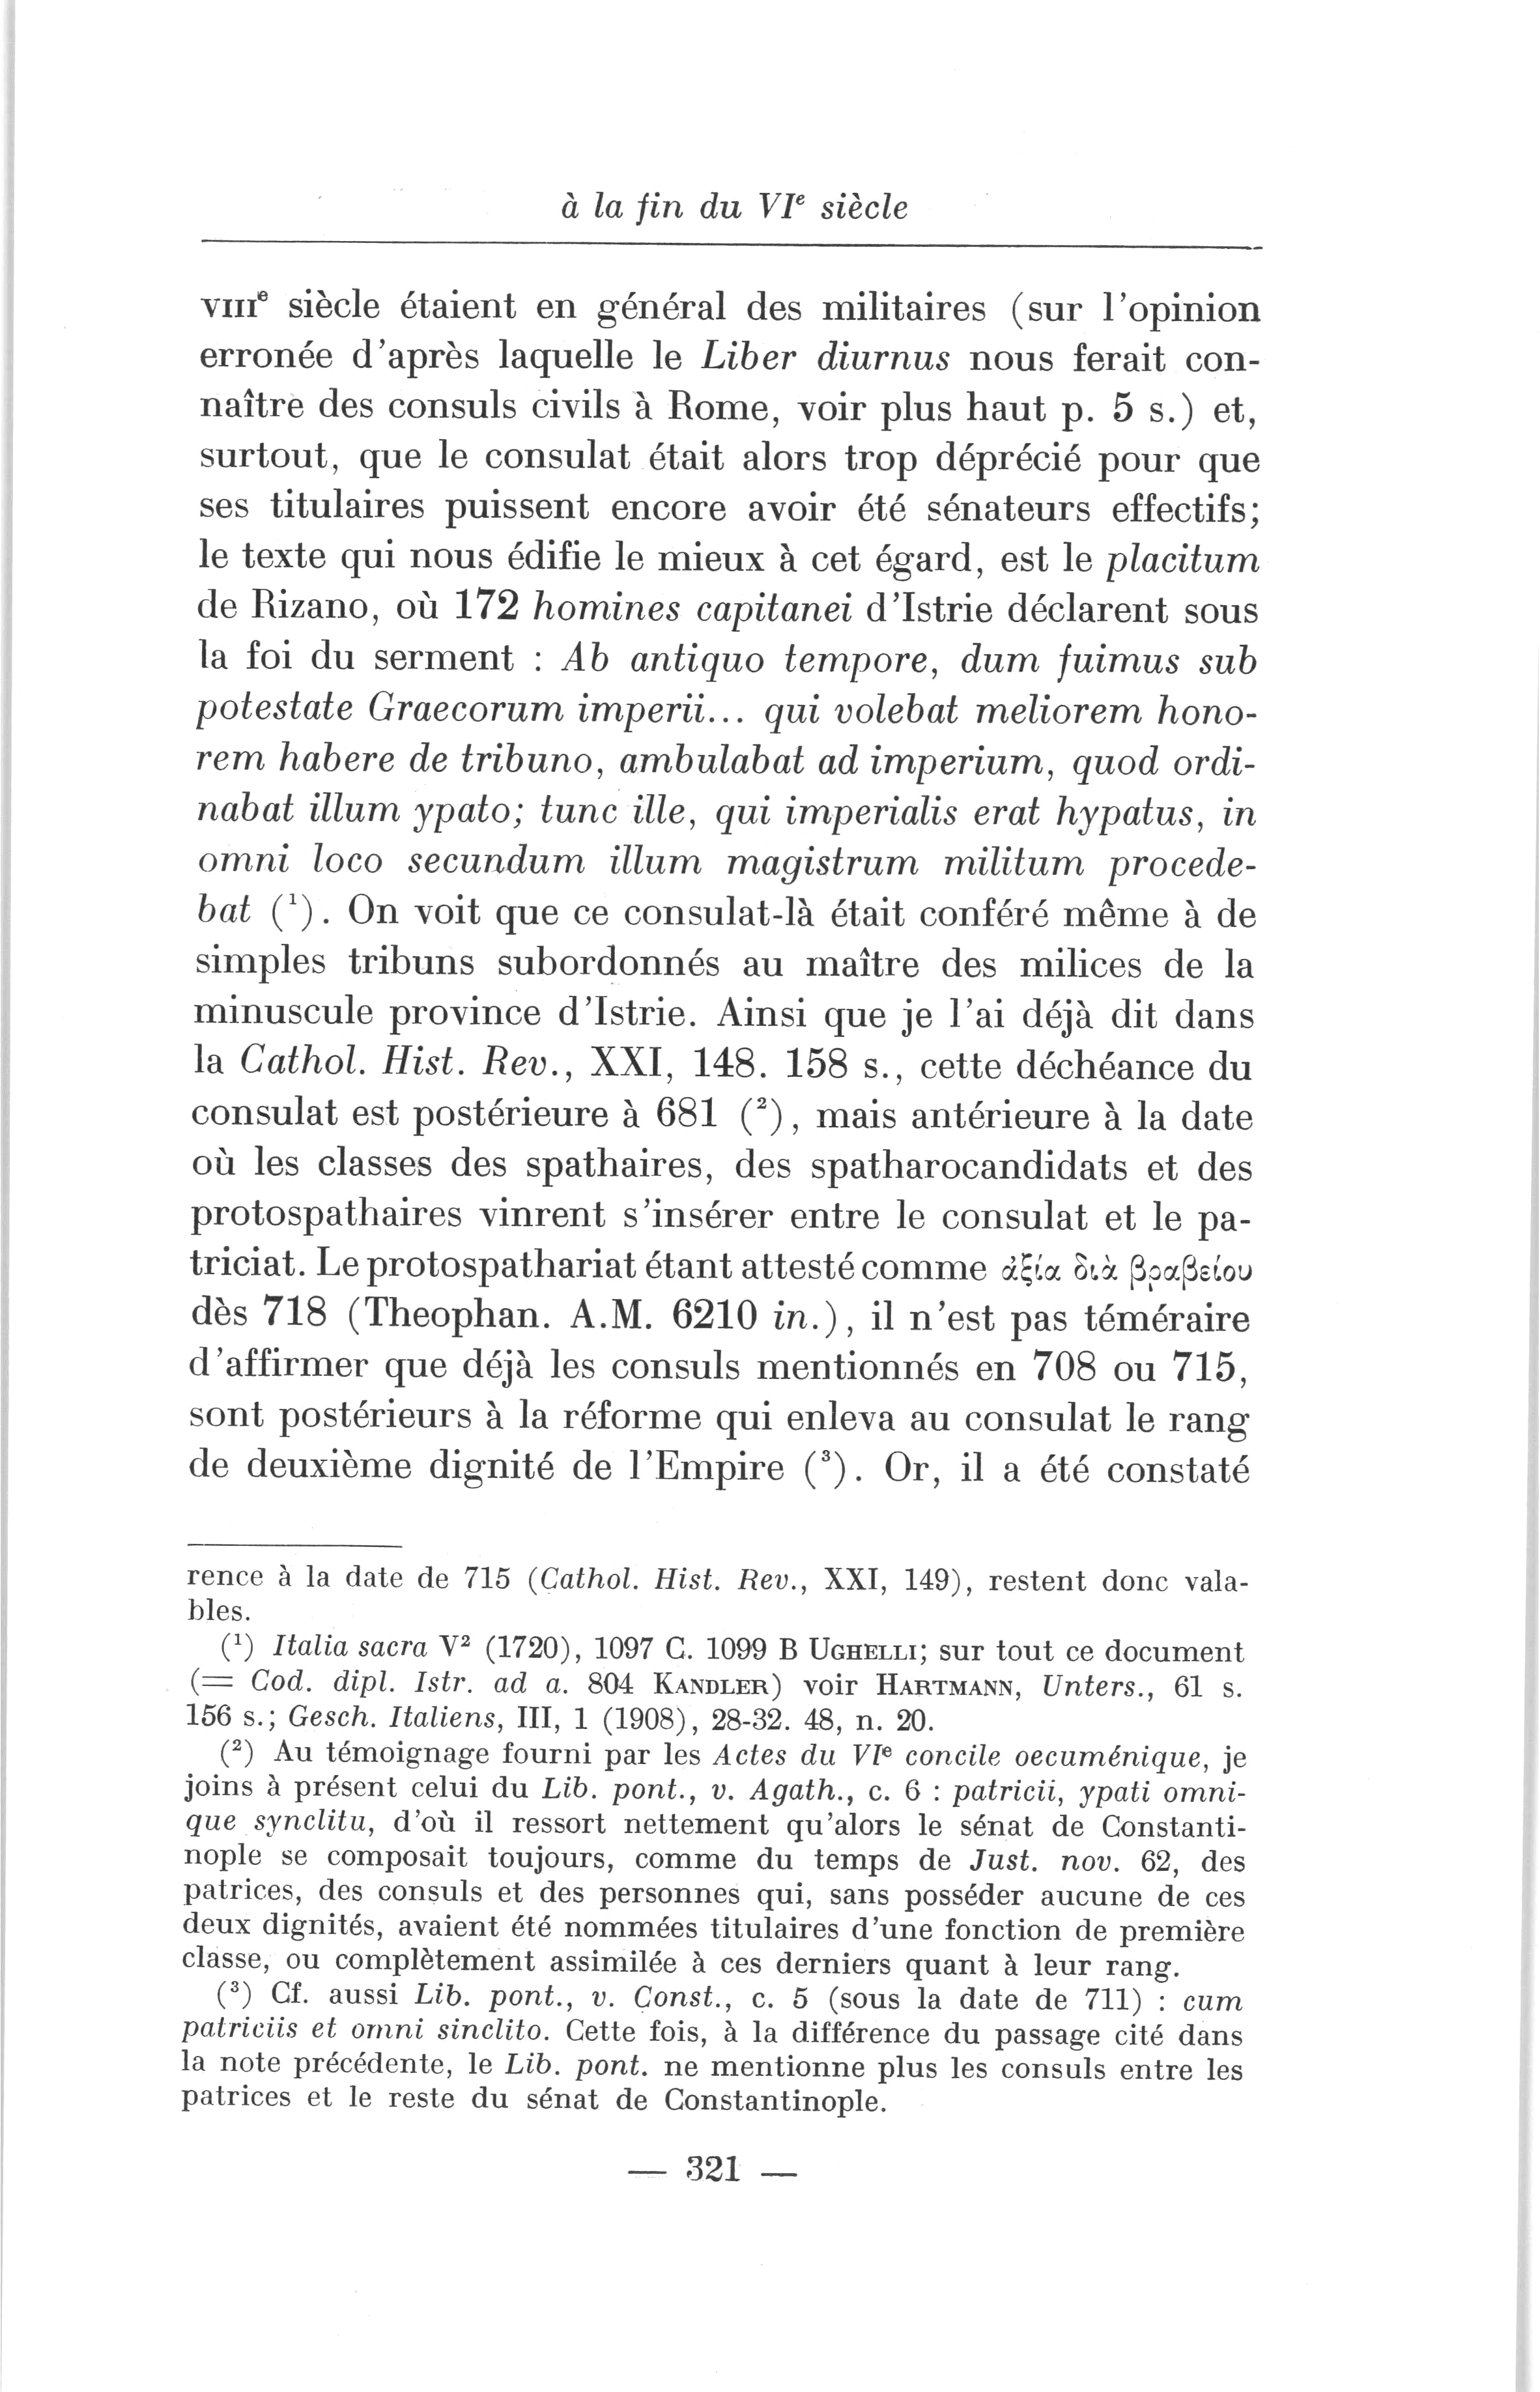 à la fin du VIe siècle
VIIIe siècle étaient en général des militaires (sur l'opinion
erronée d'après laquelle le Liber diurnus nous ferait con-
naître des consuls civils à Rome, voir plus haut p. 5 s.) et,
surtout, que le consulat était alors trop déprécié pour que
ses titulaires puissent encore avoir été sénateurs effectifs;
le texte qui nous édifie le mieux à cet égard, est le placitum
de Rizano, où 172 homines capitanei d'Istrie déclarent sous
la foi du serment : Ab antiquo tempore, dum fuimus sub
potestate Graecorum imperii... qui volebat meliorem hono-
rem habere de tribuno, ambulabat ad imperium, quod ordi-
nabat illum ypato; tunc ille, qui imperialis erat hypatus, in
omni loco secundum illum magistrum militum procede-
bat (1). On voit que ce consulat-là était conféré même à de
simples tribuns subordonnés au maître des milices de la
minuscule province d'Istrie. Ainsi que je l'ai déjà dit dans
la Cathol. Hist. Rev., XXI, 148. 158 s., cette déchéance du
consulat est postérieure à 681 (2), mais antérieure à la date
où les classes des spathaires, des spatharocandidats et des
protospathaires vinrent s'insérer entre le consulat et le pa-
triciat. Le protospathariat étant attesté comme ἀξία διὰ βραβείου
dès 718 (Theophan. A.M. 6210 in.), il n'est pas téméraire
d'affirmer que déjà les consuls mentionnés en 708 ou 715,
sont postérieurs à la réforme qui enleva au consulat le rang
de deuxième dignité de l'Empire (3). Or, il a été constaté
rence à la date de 715 (Cathol. Hist. Rev., XXI, 149), restent donc vala-
bles.
(1) Italia sacra V2 (1720), 1097 C. 1099 B UGHELLI; sur tout ce document
(= Cod. dipl. Istr. ad a. 804 KANDLER) voir HARTMANN, Unters., 61 s.
156 s.; Gesch. Italiens, III, 1 (1908), 28-32. 48, n. 20.
(2) Au témoignage fourni par les Actes du VIe concile oecuménique, je
joins à présent celui du Lib. pont., v. Agath., c. 6 : patricii, ypati omni-
que synclitu, d'où il ressort nettement qu'alors le sénat de Constanti-
nople se composait toujours, comme du temps de Just. nov. 62, des
patrices, des consuls et des personnes qui, sans posséder aucune de ces
deux dignités, avaient été nommées titulaires d'une fonction de première
classe, ou complètement assimilée à ces derniers quant à leur rang.
(3) Cf. aussi Lib. pont., v. Const., c. 5 (sous la date de 711) : cum
patriciis et omni sinclito. Cette fois, à la différence du passage cité dans
la note précédente, le Lib. pont. ne mentionne plus les consuls entre les
patrices et le reste du sénat de Constantinople.
— 321 —